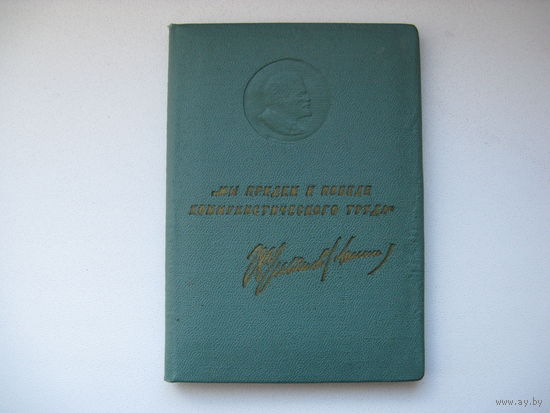 „МЫ ПРИДЕМ К ПОБЕДЕ
КОММУНИСТИЧЕСКОГО ТРУДА“
www.ay.by